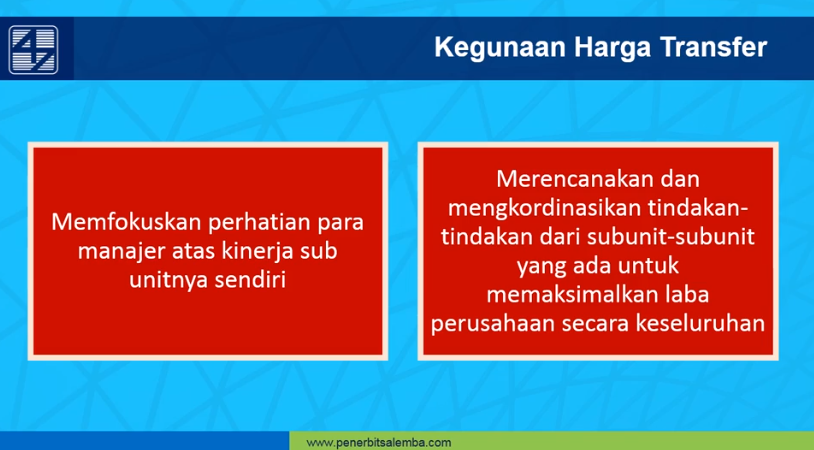 Kegunaan Harga Transfer
Memfokuskan perhatian para
manajer atas kinerja sub
unitnya sendiri
Merencanakan dan
mengkordinasikan tindakan-
tindakan dari subunit-subunit
yang ada untuk
memaksimalkan laba
perusahaan secara keseluruhan
www.penerbitsalemba.com